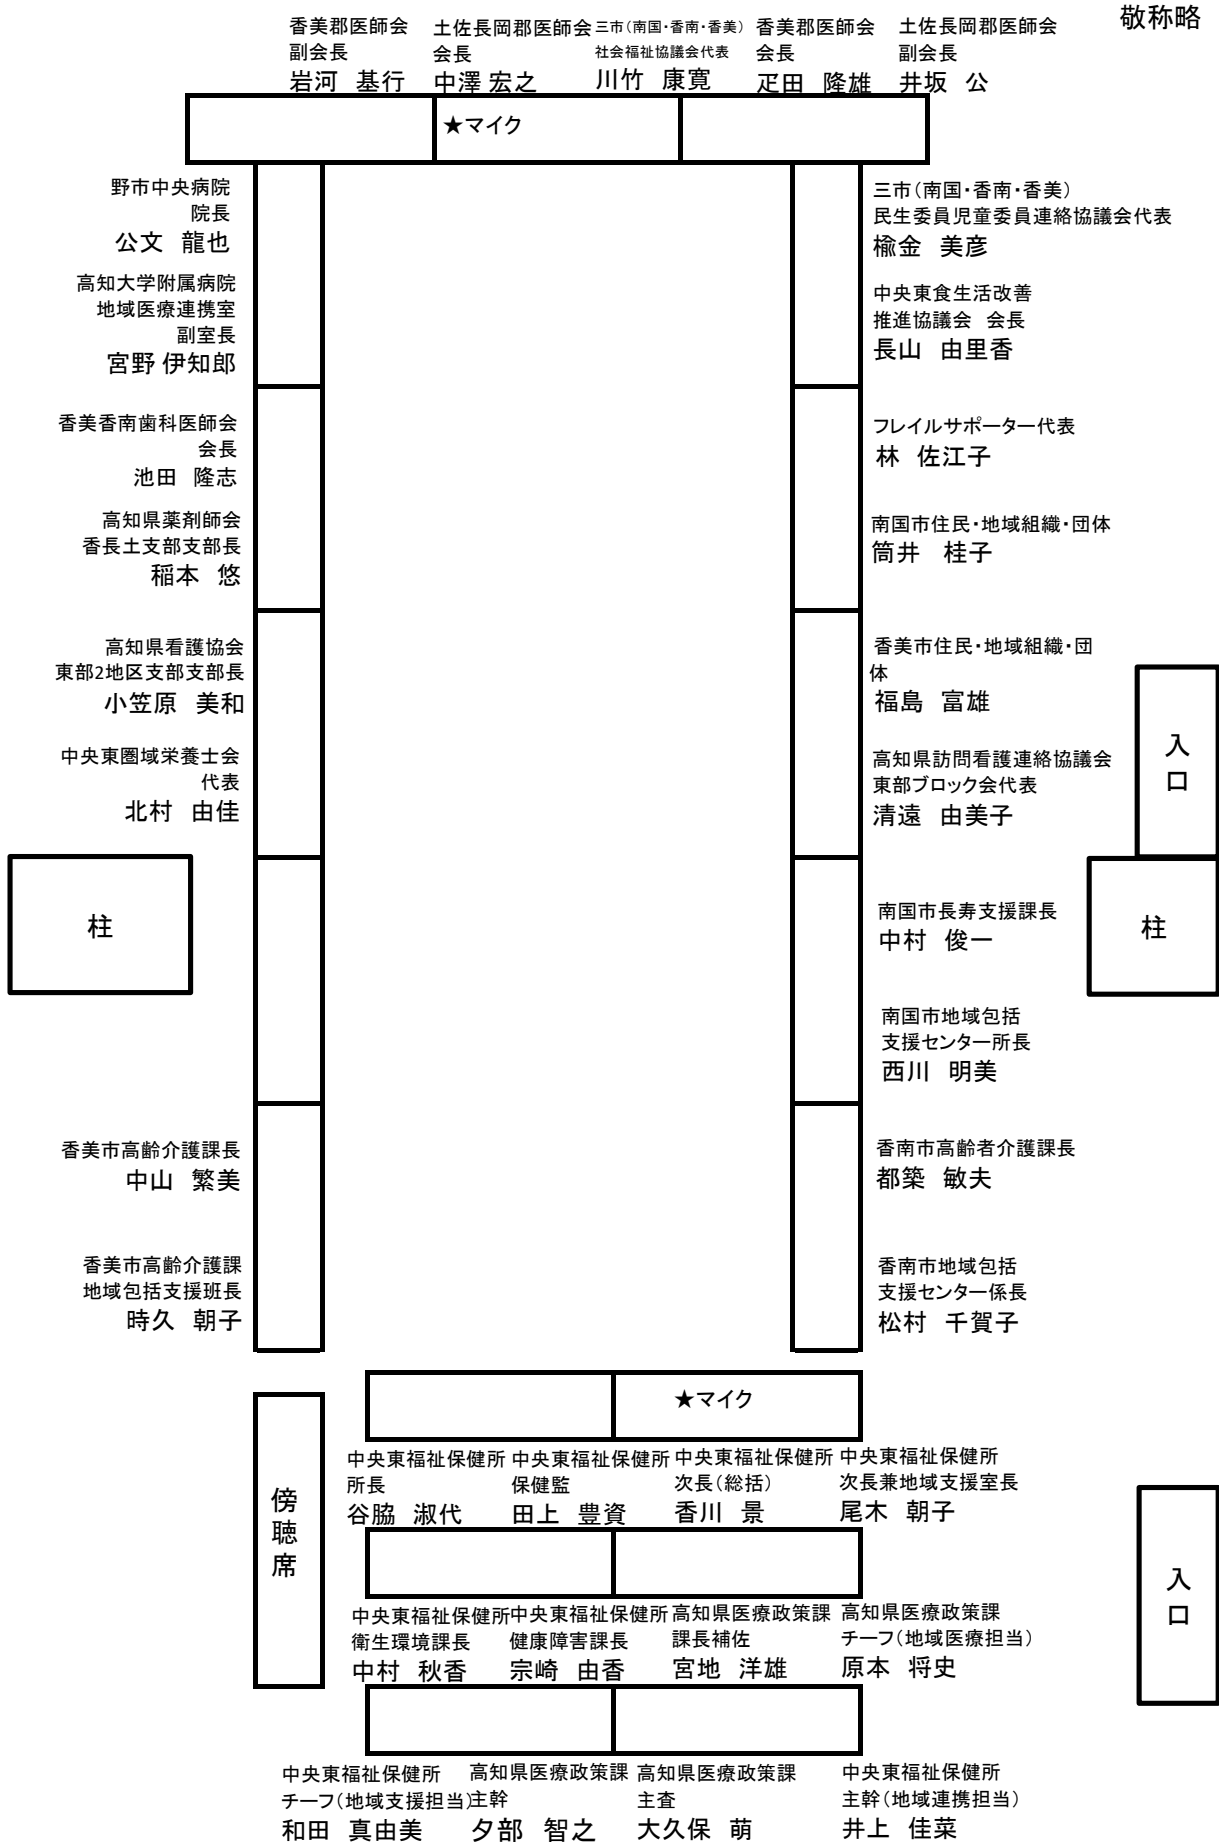 敬称略
香美郡医師会
副会長
岩河 基行
土佐長岡郡医師会
会長
中澤 宏之
三市(南国・香南・香美)
社会福祉協議会代表
川竹 康寛
香美郡医師会
会長
疋田 隆雄
土佐長岡郡医師会
副会長
井坂 公
★マイク
野市中央病院
院長
公文 龍也
高知大学附属病院
地域医療連携室
副室長
宮野 伊知郎
香美香南歯科医師会
会長
池田 隆志
高知県薬剤師会
香長土支部支部長
稲本 悠
高知県看護協会
東部2地区支部支部長
小笠原 美和
中央東圏域栄養士会
代表
北村 由佳
柱
香美市高齢介護課長
中山 繁美
香美市高齢介護課
地域包括支援班長
時久 朝子
三市(南国・香南・香美)
民生委員児童委員連絡協議会代表
楡金 美彦
中央東食生活改善
推進協議会 会長
長山 由里香
フレイルサポーター代表
林 佐江子
南国市住民・地域組織・団体
筒井 桂子
香美市住民・地域組織・団
体
福島 富雄
高知県訪問看護連絡協議会
東部ブロック会代表
清遠 由美子
入
口
南国市長寿支援課長
中村 俊一
柱
南国市地域包括
支援センター所長
西川 明美
香南市高齢者介護課長
都築 敏夫
香南市地域包括
支援センター係長
松村 千賀子
★マイク
傍
聴
席
中央東福祉保健所
所長
谷脇 淑代
中央東福祉保健所
保健監
田上 豊資
中央東福祉保健所
次長(総括)
香川 景
中央東福祉保健所
次長兼地域支援室長
尾木 朝子
入
口
中央東福祉保健所
衛生環境課長
中村 秋香
中央東福祉保健所
健康障害課長
宗崎 由香
高知県医療政策課
課長補佐
宮地 洋雄
高知県医療政策課
チーフ(地域医療担当)
原本 将史
中央東福祉保健所
チーフ(地域支援担当)
和田 真由美
高知県医療政策課
主幹
夕部 智之
高知県医療政策課
主査
大久保 萌
中央東福祉保健所
主幹(地域連携担当)
井上 佳菜